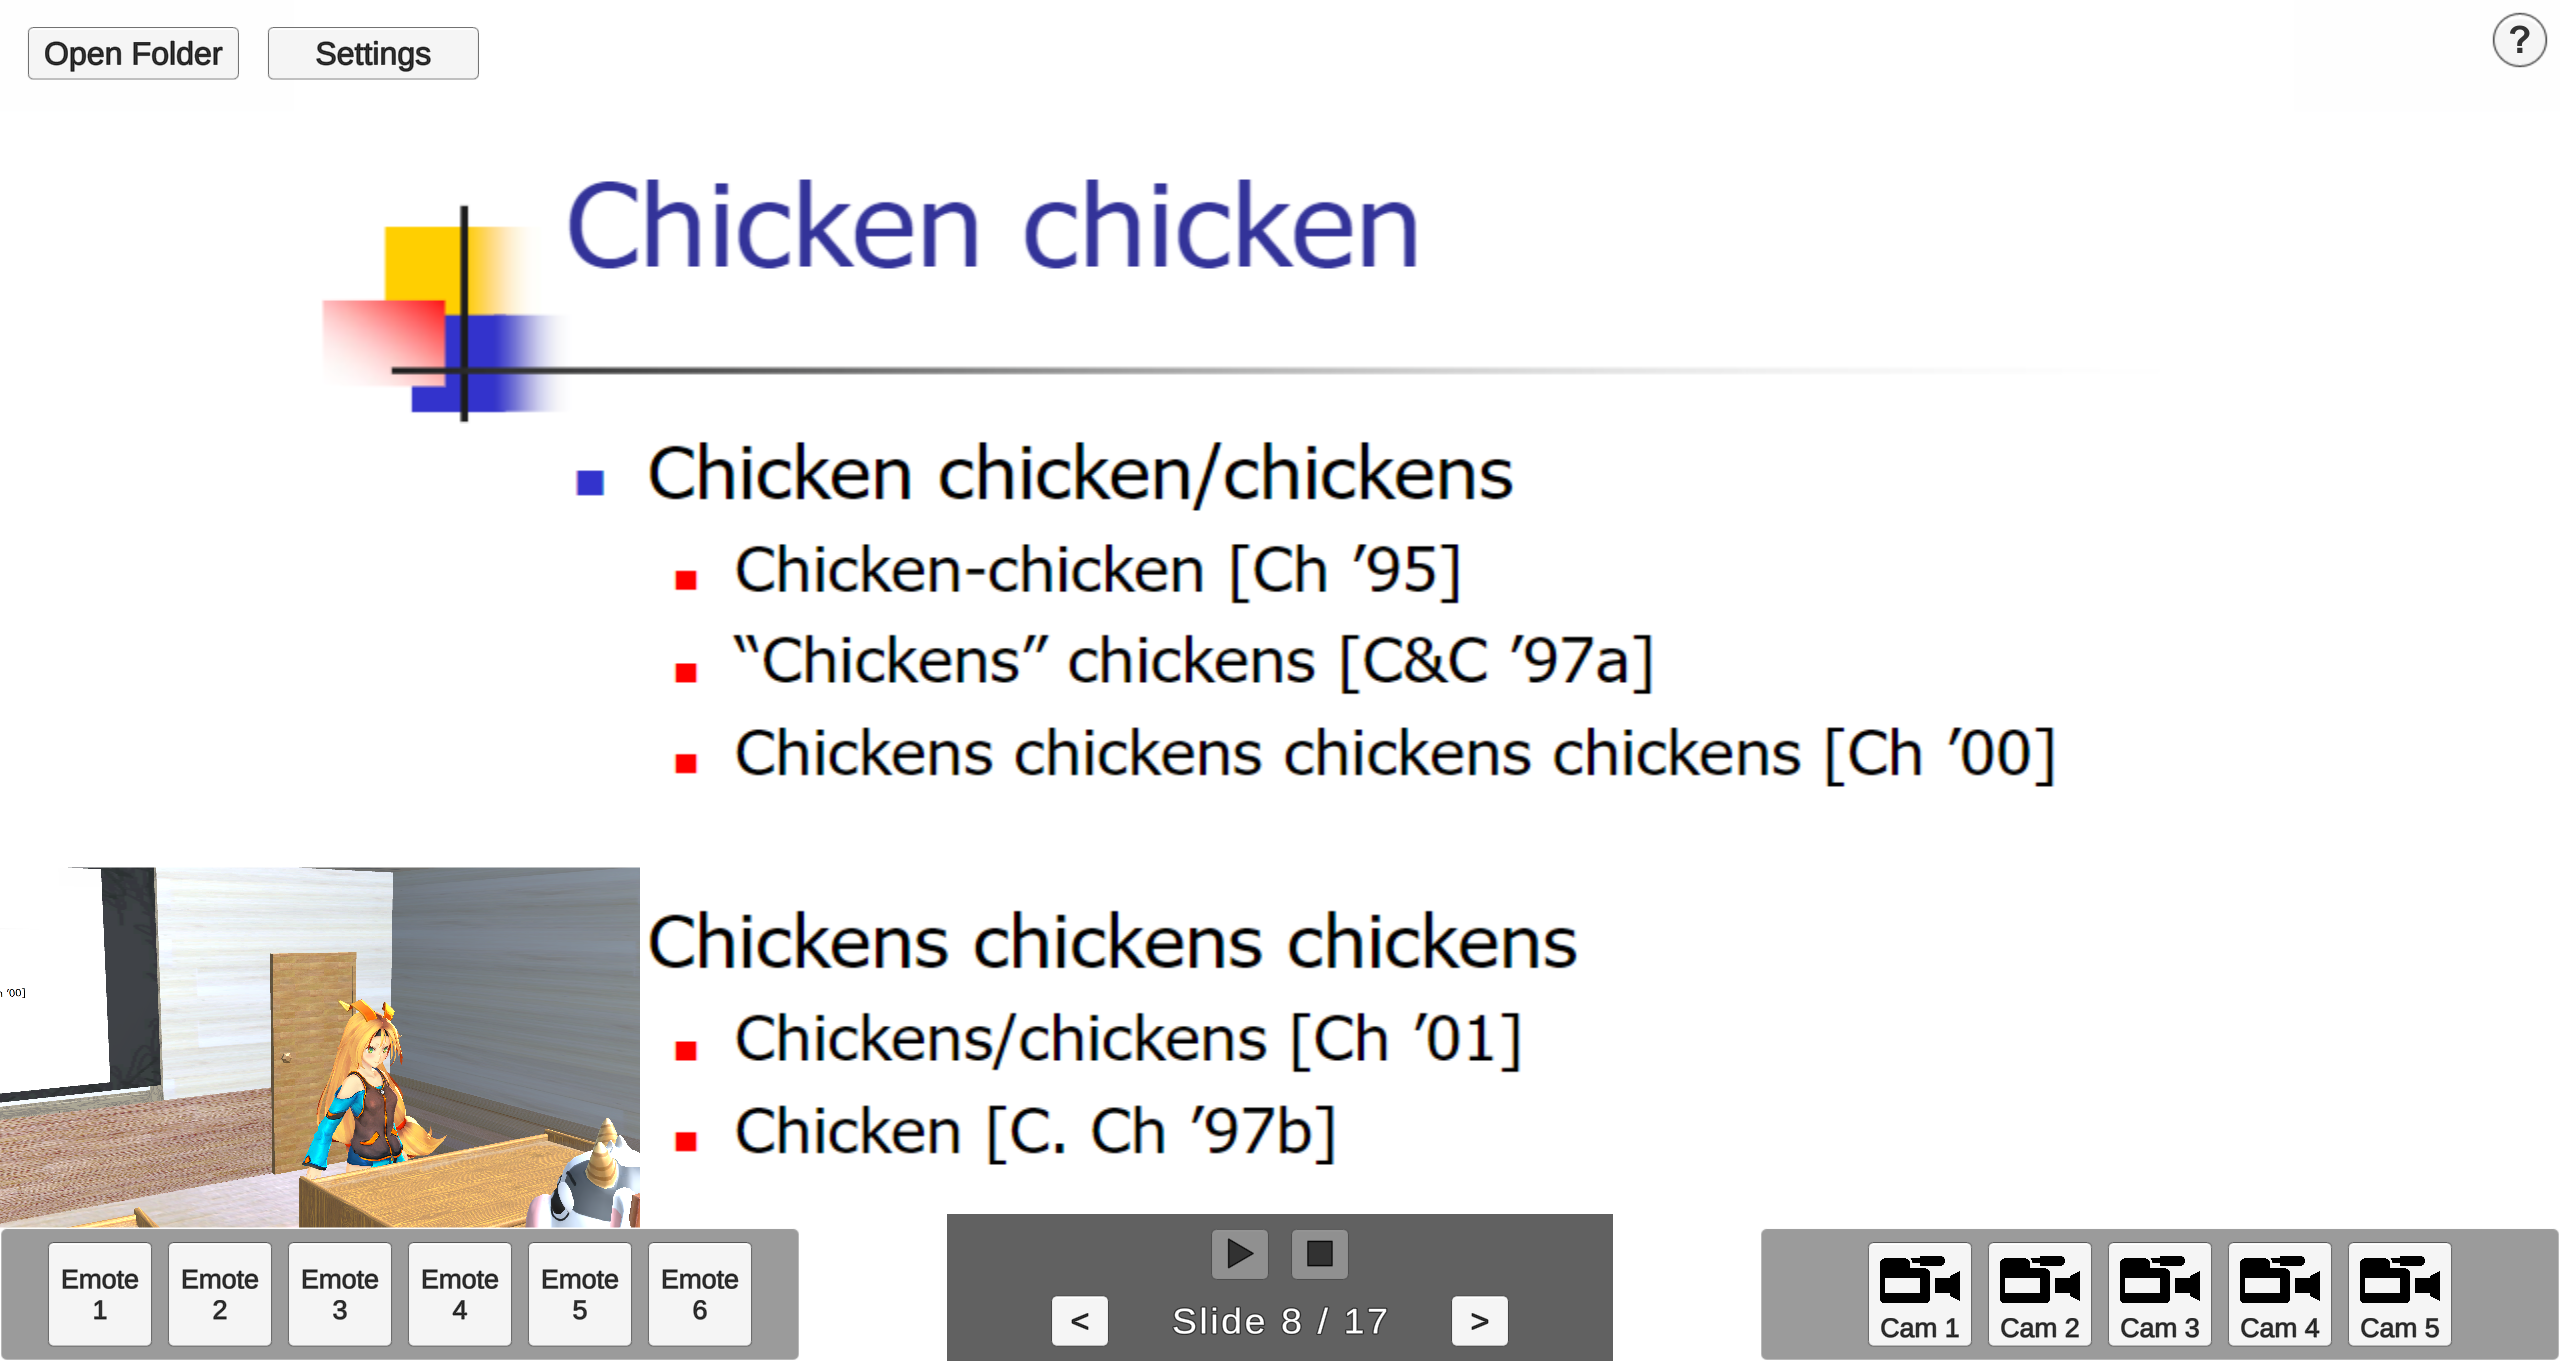 Open Folder
Settings
?
Chicken chicken
Chicken chicken/chickens
Chicken-chicken [Ch ’95]
“Chickens” chickens [C&C ’97a]
Chickens chickens chickens chickens [Ch ’00]
Chickens chickens chickens
Chickens/chickens [Ch ’01]
Chicken [C. Ch ’97b]
’00]
Emote 1
Emote 2
Emote 3
Emote 4
Emote 5
Emote 6
< Slide 8 / 17 >
Cam 1
Cam 2
Cam 3
Cam 4
Cam 5